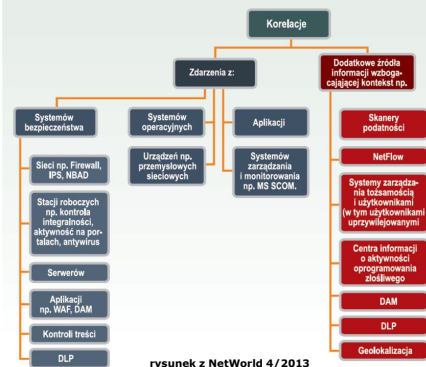 Korelacje
Zdarzenia z:
Dodatkowe źródła
informacji wzboga-
cającającej kontekst np.
Systemów
bezpieczeństwa
Sieci np. Firewall,
IPS, NBAD
Stacji roboczych
np. kontrola
integralności,
aktywność na por-
talach, antywirus
Serwerów
Aplikacji
np. WAF, DAM
Kontroli treści
DLP
Systemów
operacyjnych
Urządzeń np.
przemysłowych
sieciowych
Aplikacji
Systemów
zarządzania
i monitorowania
np. MS SCOM.
Skanery
podatności
NetFlow
Systemy zarządza-
nia tożsamością
i użytkownikami
(w tym użytkownikami
uprzywilejowanymi
Centra informacji
o aktywności
oprogramowania
złośliwego
DAM
DLP
Geolokalizacja
rysunek z NetWorld 4/2013